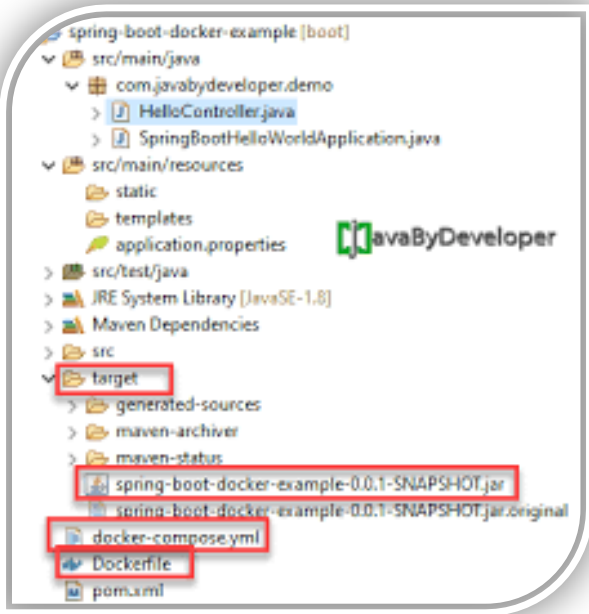 spring-boot-docker-example [boot]
src/main/java
com.javabydeveloper.demo
HelloController.java
SpringBootHelloWorldApplication.java
src/main/resources
static
templates
application.properties
JavaByDeveloper
src/test/java
JRE System Library [JavaSE-1.8]
Maven Dependencies
src
target
generated-sources
maven-archiver
maven-status
spring-boot-docker-example-0.0.1-SNAPSHOT.jar
spring-boot-docker-example-0.0.1-SNAPSHOT.jar.original
docker-compose.yml
Dockerfile
pom.xml